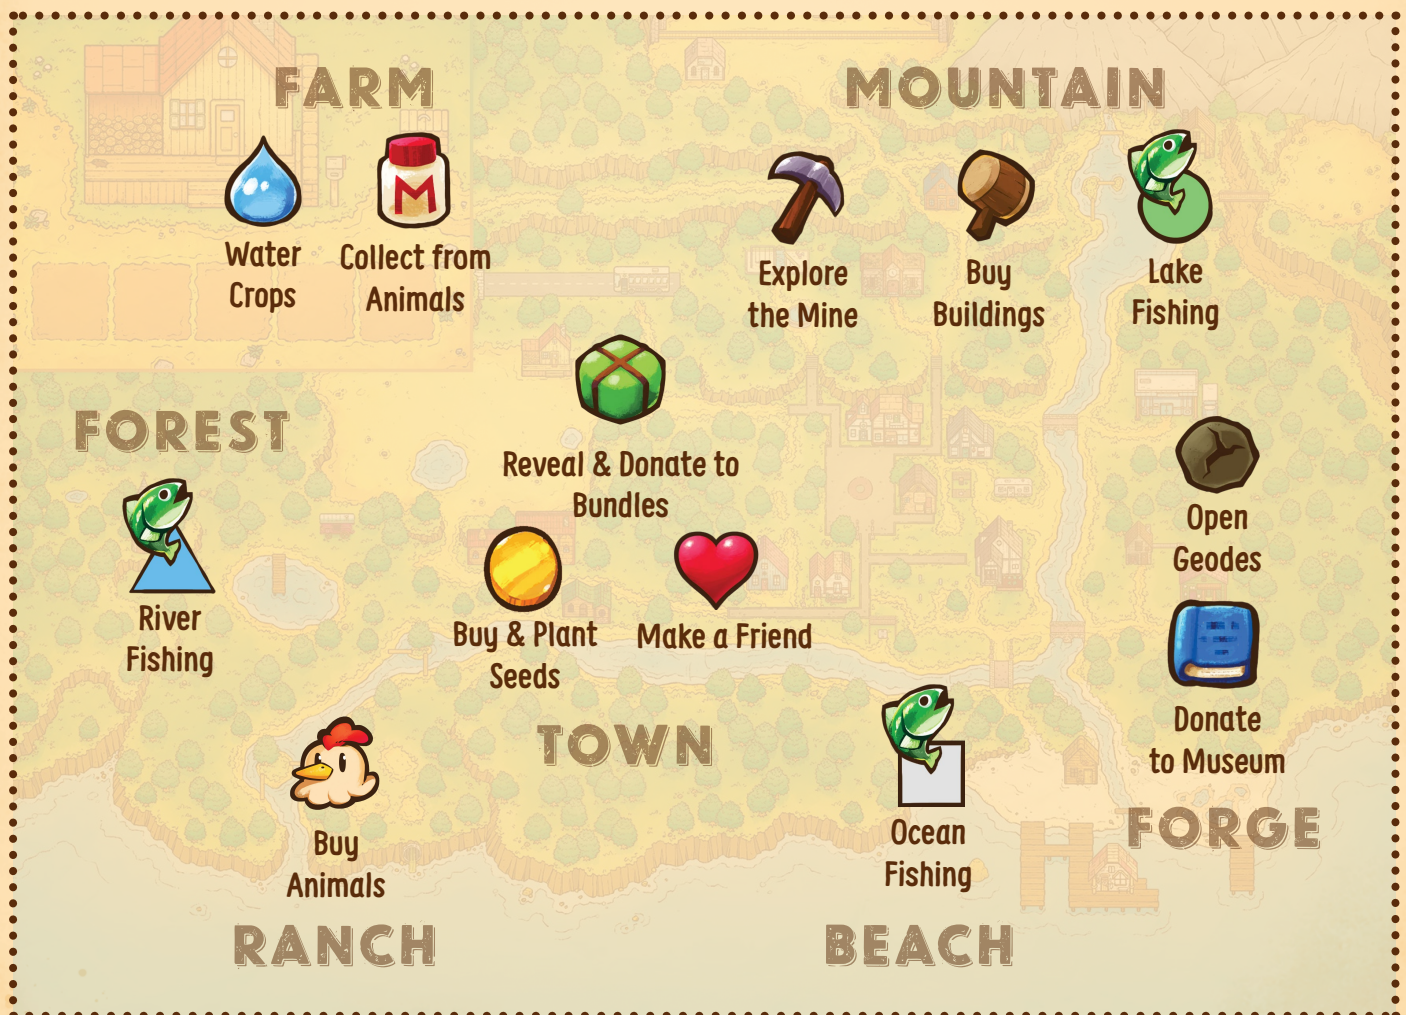 FARM
MOUNTAIN
M
Water
Crops
Collect from
Animals
Explore
the Mine
Buy
Buildings
Lake
Fishing
Reveal & Donate to
Bundles
FOREST
River
Fishing
Buy & Plant
Seeds
Make a Friend
TOWN
Open
Geodes
Donate
to Museum
FORGE
Buy
Animals
RANCH
Ocean
Fishing
BEACH